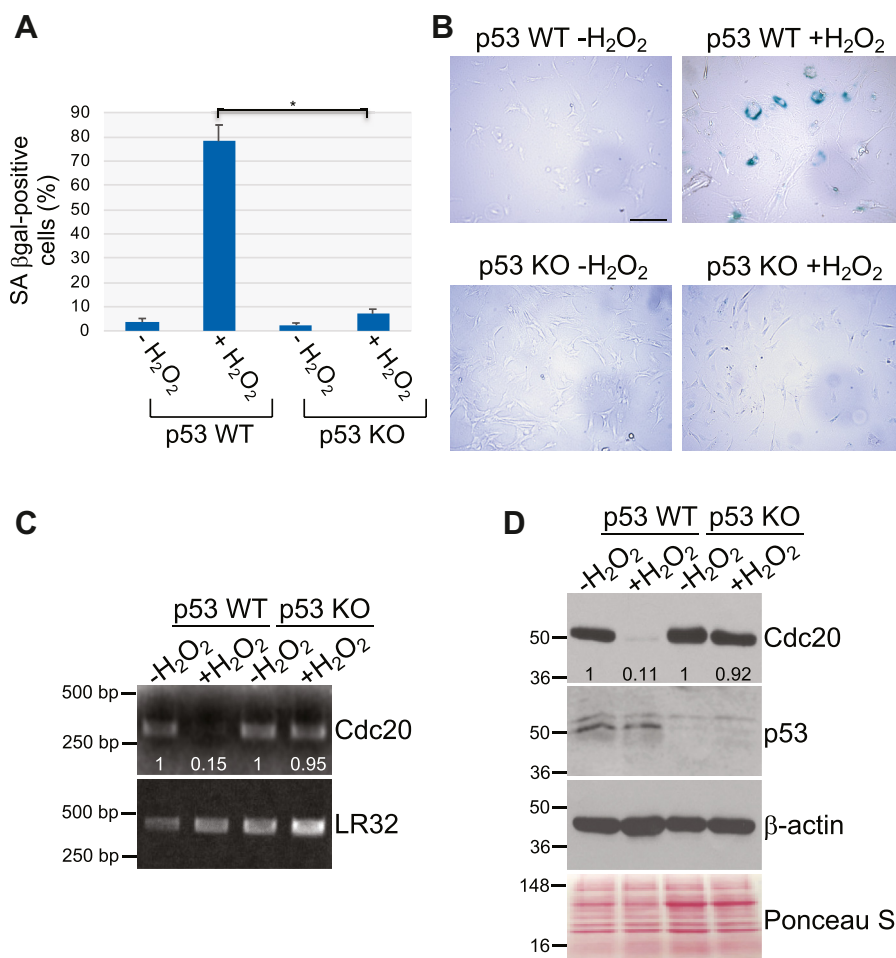 A
SA βgal-positive
cells (%)
90
80
70
60
50
40
30
20
10
0
*
- H₂O₂
+ H₂O₂
- H₂O₂
+ H₂O₂
p53 WT
p53 KO
B
p53 WT -H₂O₂
p53 WT +H₂O₂
p53 KO -H₂O₂
p53 KO +H₂O₂
C
p53 WT
p53 KO
-H₂O₂
+H₂O₂
-H₂O₂
+H₂O₂
500 bp
250 bp
Cdc20
1 0.15 1 0.95
500 bp
250 bp
LR32
D
p53 WT
p53 KO
-H₂O₂
+H₂O₂
-H₂O₂
+H₂O₂
50
36
Cdc20
1 0.11 1 0.92
50
36
p53
50
36
β-actin
148
16
Ponceau S